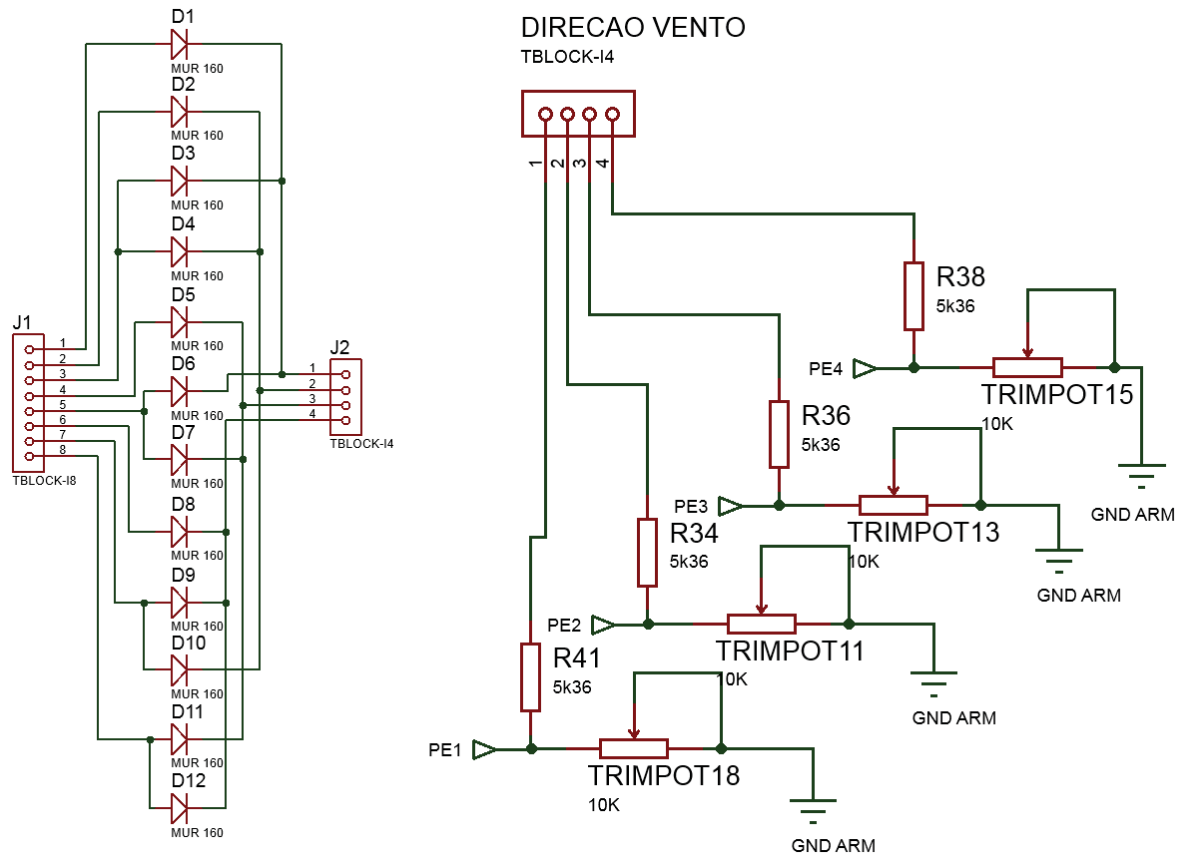 D1
MUR 160
D2
MUR 160
D3
MUR 160
D4
MUR 160
D5
MUR 160
D6
MUR 160
D7
MUR 160
D8
MUR 160
D9
MUR 160
D10
MUR 160
D11
MUR 160
D12
MUR 160
J1
1
2
3
4
5
6
7
8
TBLOCK-I8
J2
1
2
3
4
TBLOCK-I4
DIRECAO VENTO
TBLOCK-I4
1
2
3
4
R38
5k36
PE4
TRIMPOT15
10K
GND ARM
R36
5k36
PE3
TRIMPOT13
10K
GND ARM
R34
5k36
PE2
TRIMPOT11
10K
GND ARM
R41
5k36
PE1
TRIMPOT18
10K
GND ARM